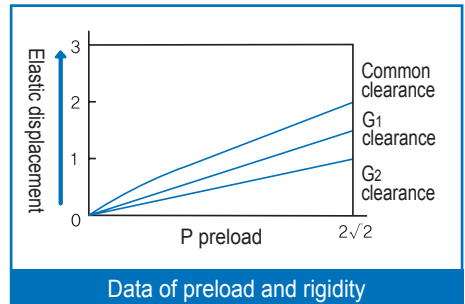 Elastic displacement
3
2
1
0
Common
clearance
G1
clearance
G2
clearance
P preload
2√2
Data of preload and rigidity